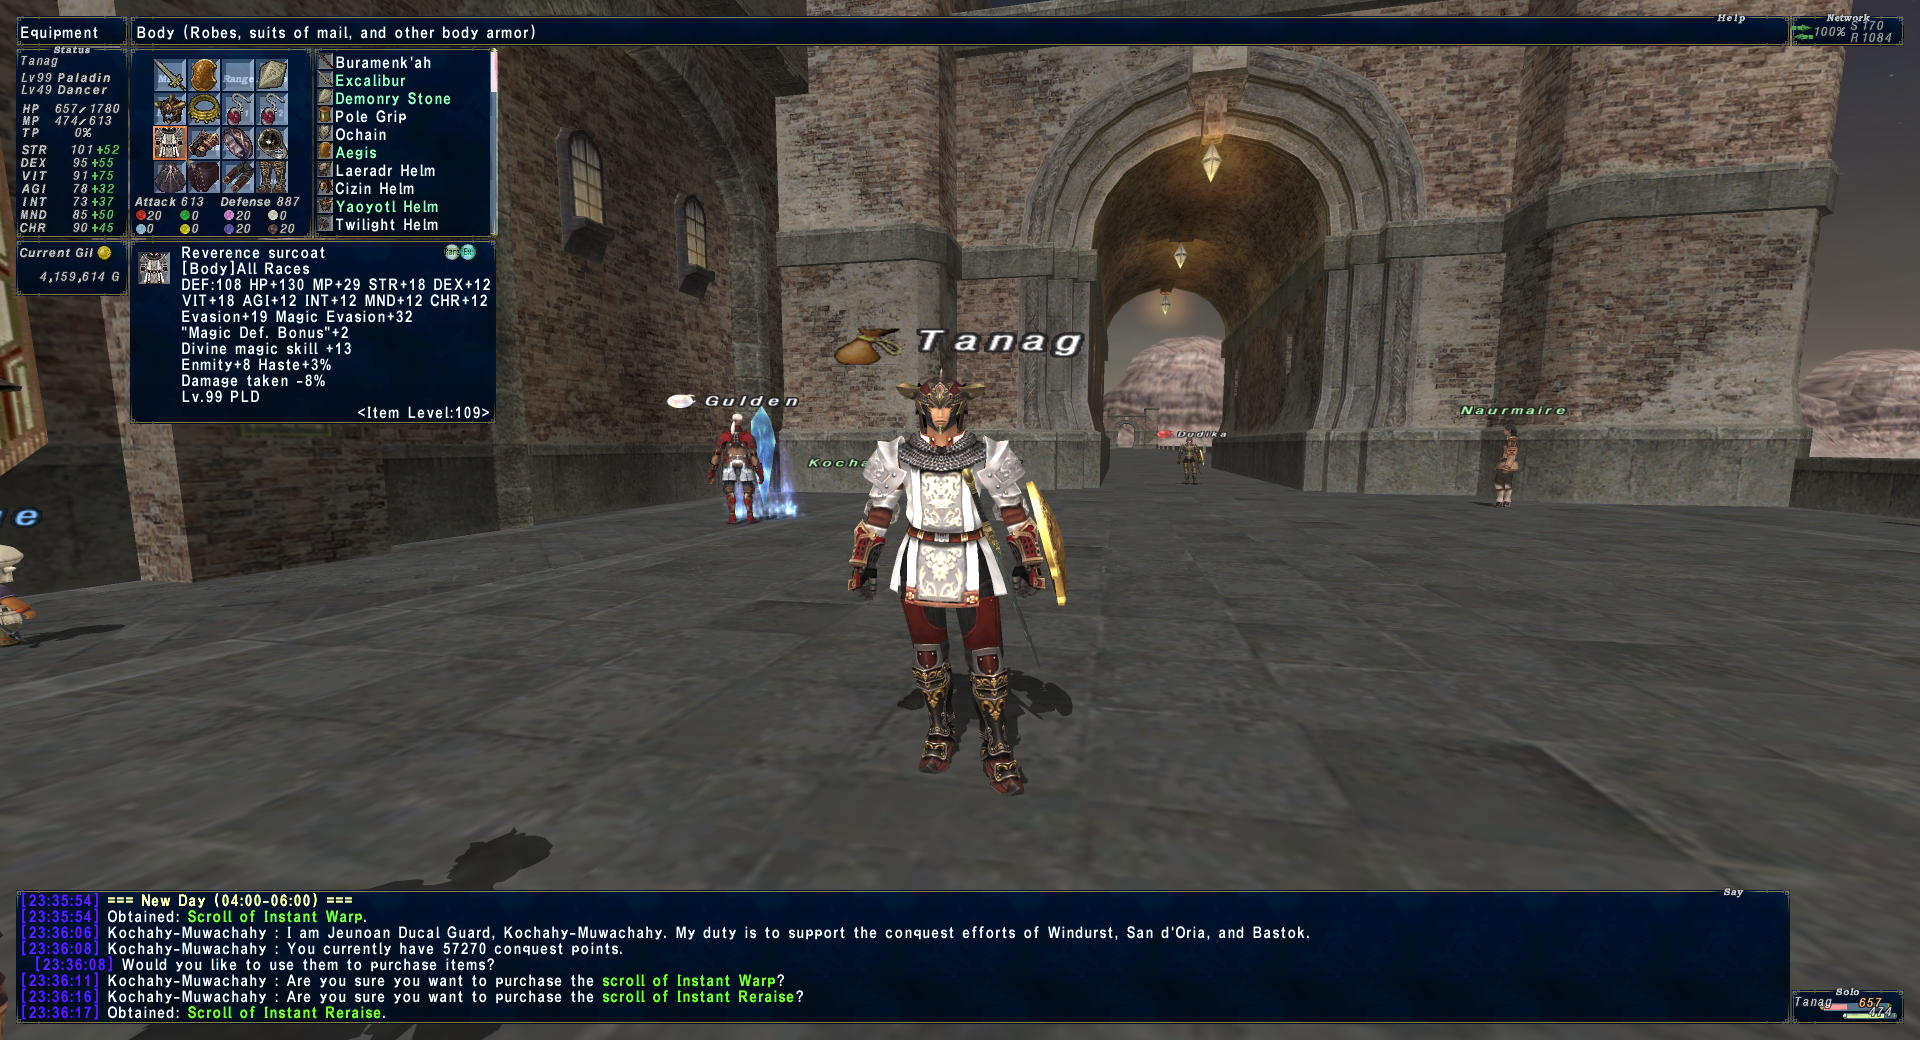 Equipment
Body (Robes, suits of mail, and other body armor)
Help
Network
100% S 170
R 1084
Status
Tanag
Lv99 Paladin
Lv49 Dancer
HP 657/1780
MP 474/613
TP 0%
STR 101 +52
DEX 95 +55
VIT 91 +75
AGI 78 +32
INT 73 +37
MND 85 +50
CHR 90 +45
Range
Attack 613 Defense 887
20 0 20 0
0 0 20 20
Buramenk'ah
Excalibur
Demonry Stone
Pole Grip
Ochain
Aegis
Laeradr Helm
Cizin Helm
Yaoyotl Helm
Twilight Helm
Current Gil
4,159,614 G
Reverence surcoat
Rare Ex
[Body]All Races
DEF:108 HP+130 MP+29 STR+18 DEX+12
VIT+18 AGI+12 INT+12 MND+12 CHR+12
Evasion+19 Magic Evasion+32
"Magic Def. Bonus"+2
Divine magic skill +13
Enmity+8 Haste+3%
Damage taken -8%
Lv.99 PLD
<Item Level:109>
Tanag
Gulden
Naurmaire
Dudika
Kocha
e
Say
[23:35:54] === New Day (04:00-06:00) ===
[23:35:54] Obtained: Scroll of Instant Warp.
[23:36:06] Kochahy-Muwachahy : I am Jeunoan Ducal Guard, Kochahy-Muwachahy. My duty is to support the conquest efforts of Windurst, San d'Oria, and Bastok.
[23:36:08] Kochahy-Muwachahy : You currently have 57270 conquest points.
[23:36:08] Would you like to use them to purchase items?
[23:36:11] Kochahy-Muwachahy : Are you sure you want to purchase the scroll of Instant Warp?
[23:36:16] Kochahy-Muwachahy : Are you sure you want to purchase the scroll of Instant Reraise?
[23:36:17] Obtained: Scroll of Instant Reraise.
Solo
Tanag 657
474